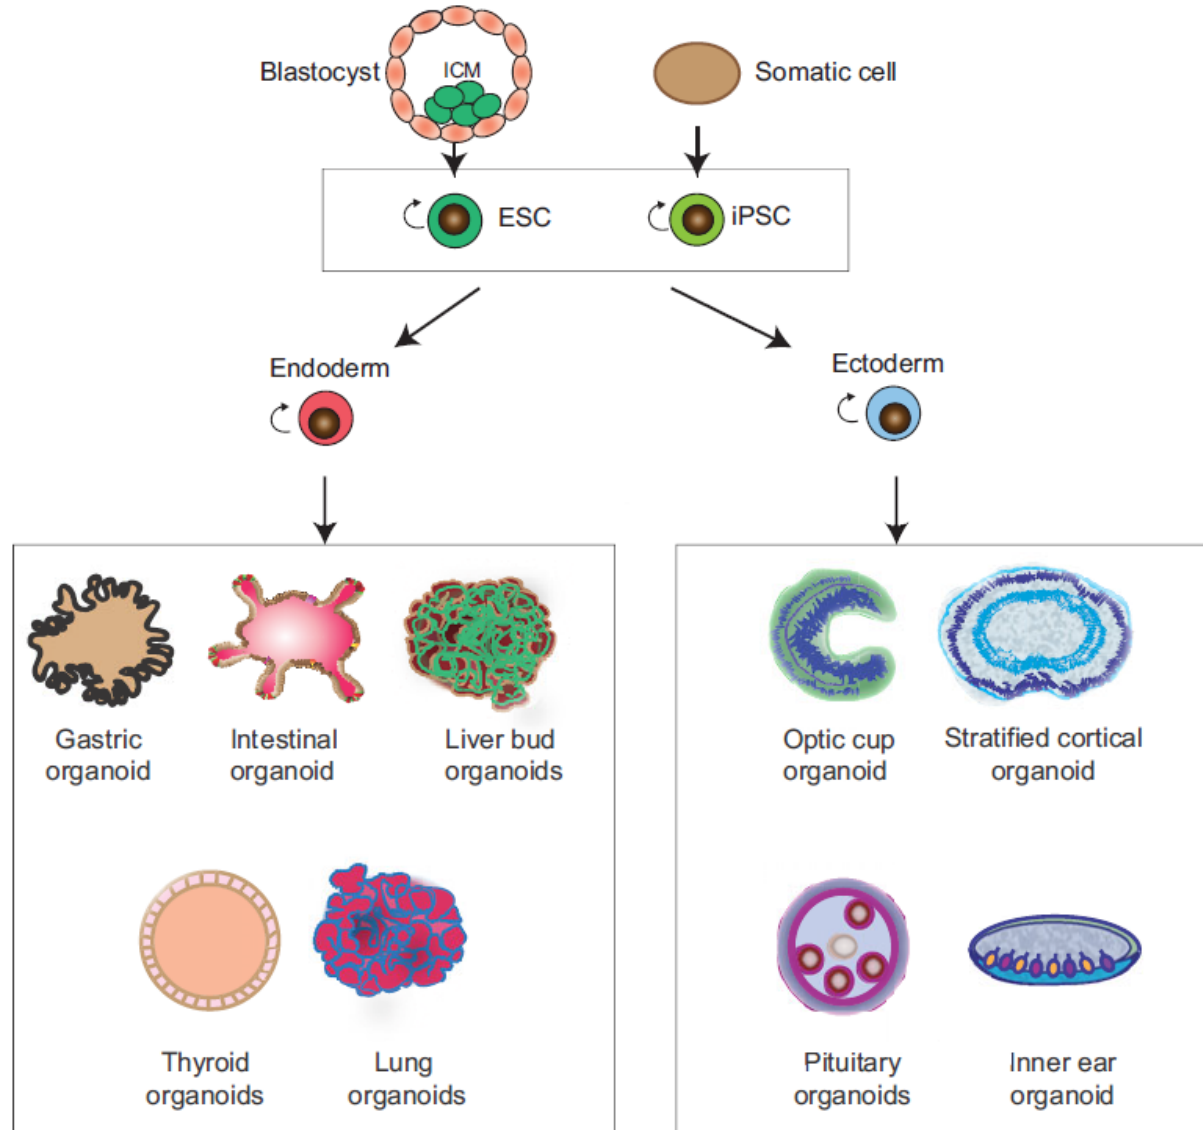 Blastocyst
ICM
Somatic cell
ESC
iPSC
Endoderm
Ectoderm
Gastric
organoid
Intestinal
organoid
Liver bud
organoids
Optic cup
organoid
Stratified cortical
organoid
Thyroid
organoids
Lung
organoids
Pituitary
organoids
Inner ear
organoid